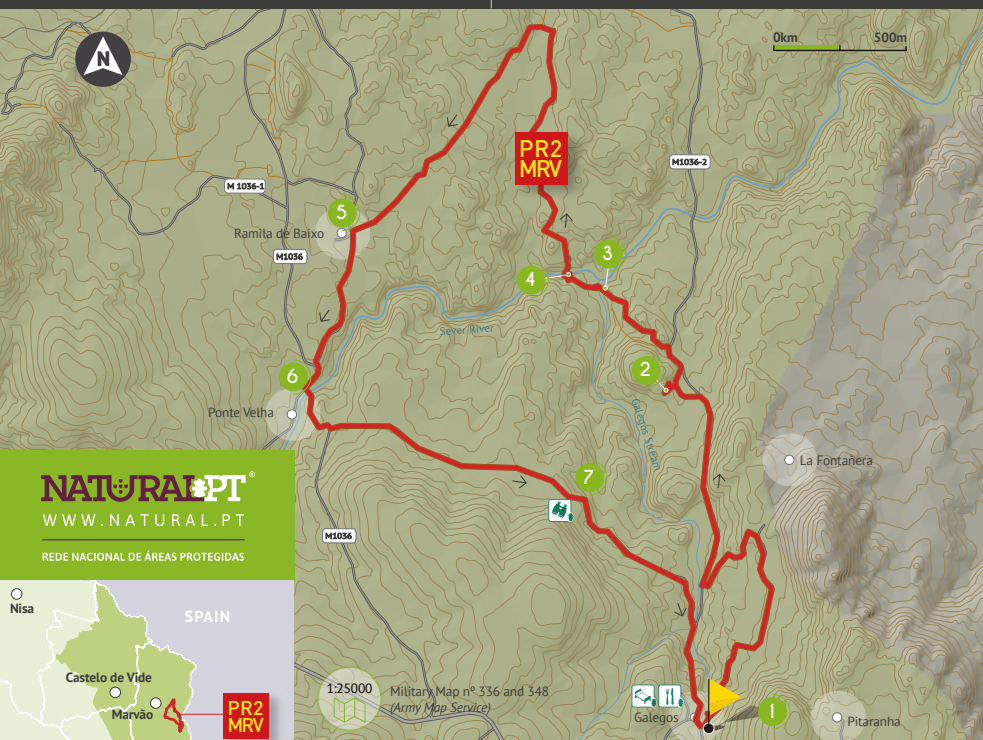 N
0km 500m
PR2
MRV
M1036-2
M 1036-1
5
Ramila de Baixo
M1036
3
4
Sever River
2
6
Ponte Velha
Galegos Stream
La Fontañera
7
NATURAL.PT®
WWW.NATURAL.PT
REDE NACIONAL DE ÁREAS PROTEGIDAS
M1036
Nisa
SPAIN
Castelo de Vide
Marvão
PR2
MRV
1:25000
Military Map nº 336 and 348
(Army Map Service)
Galegos
1
Pitaranha